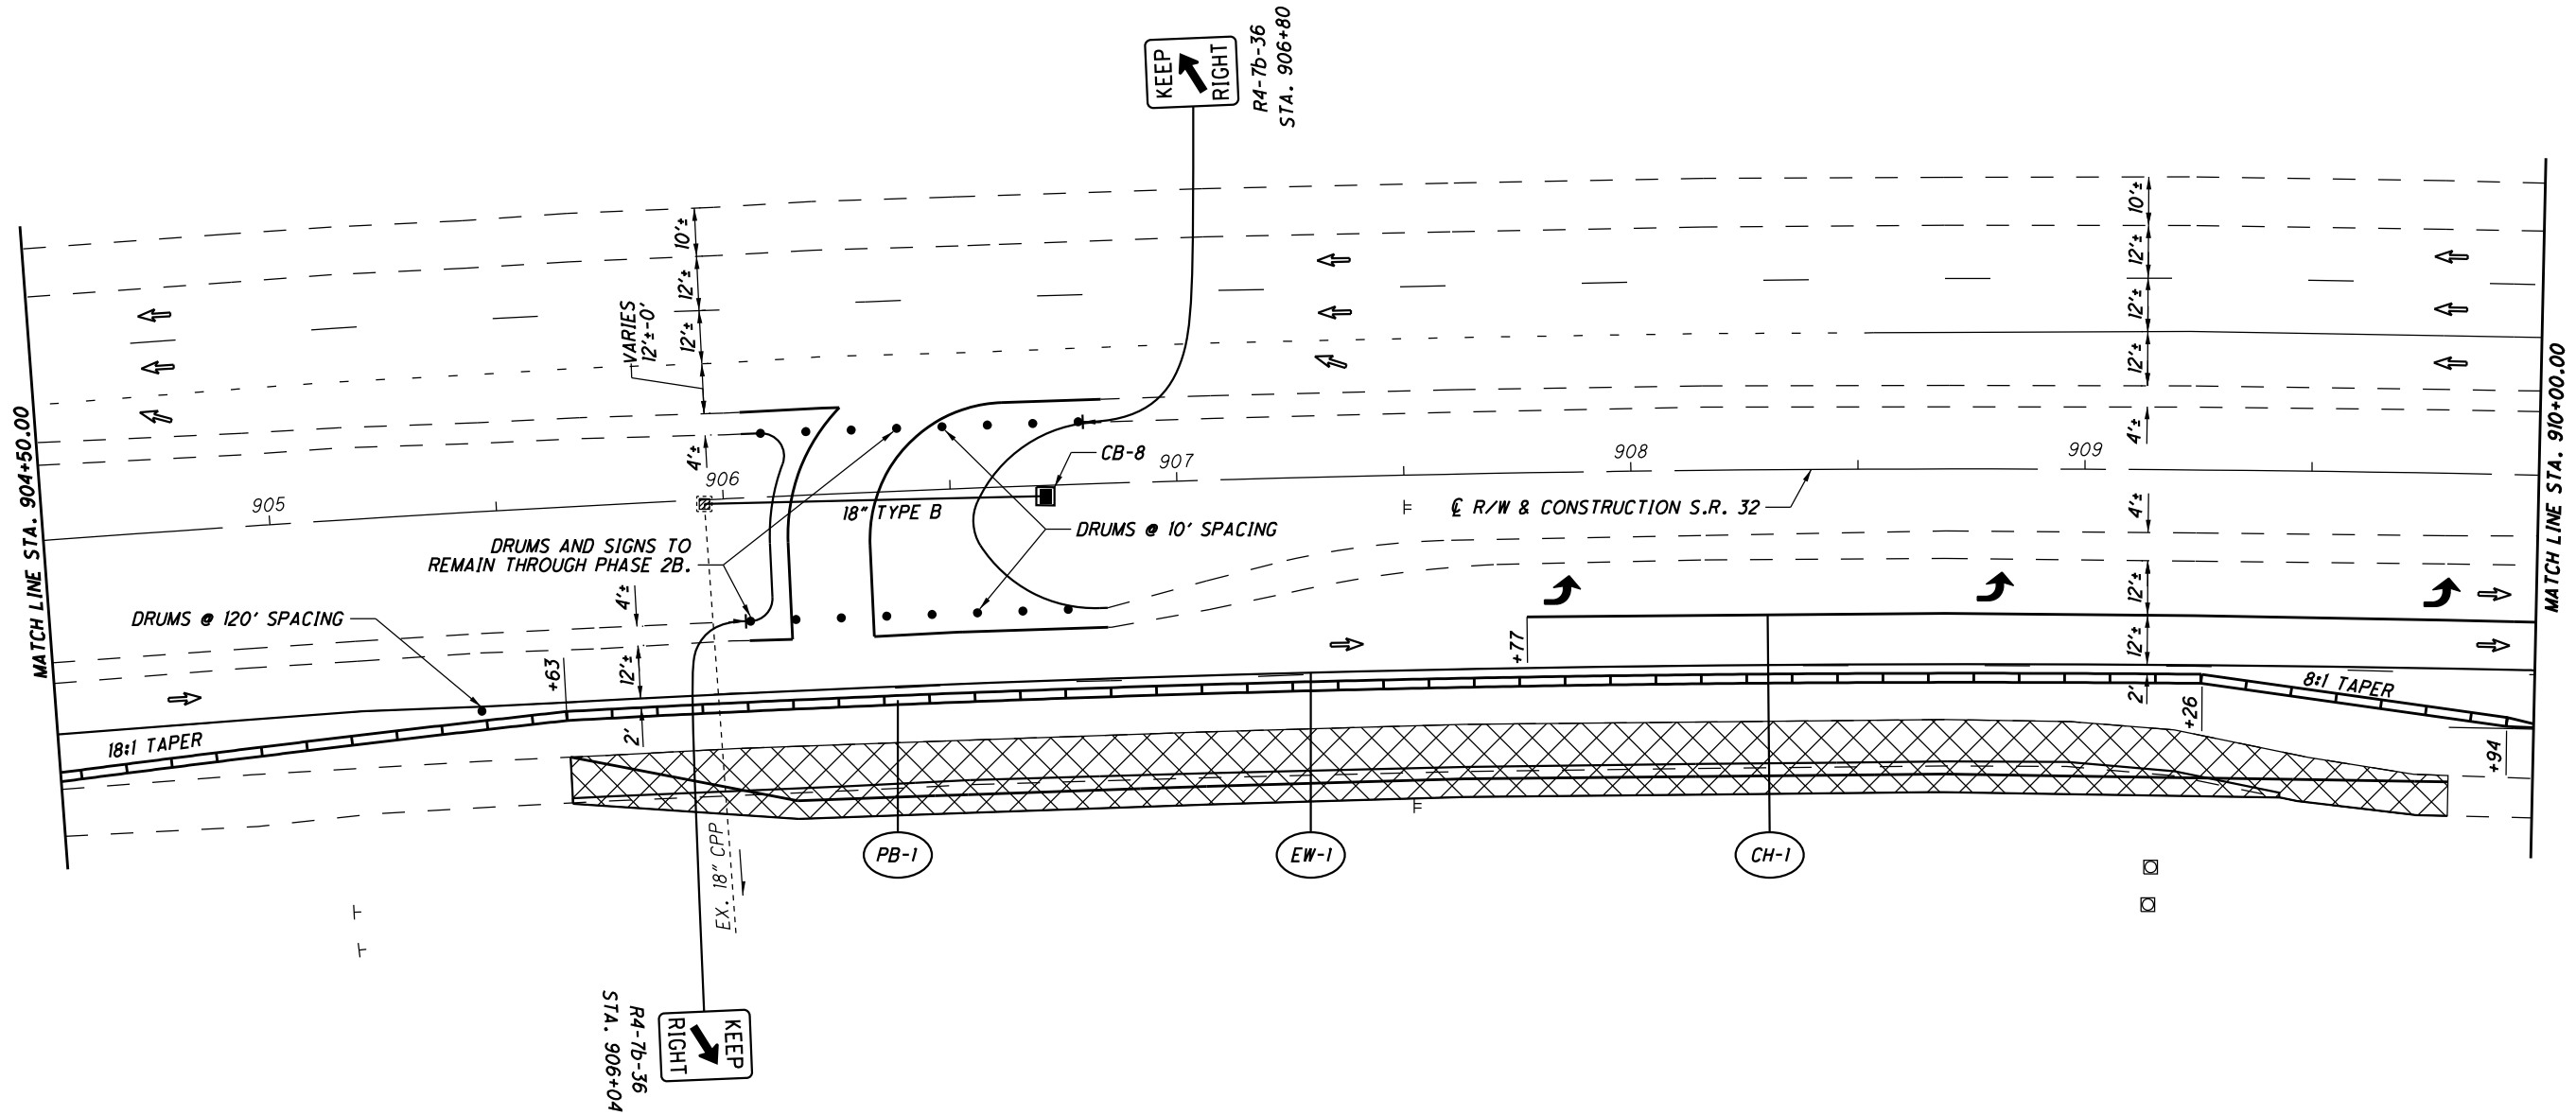 KEEP
RIGHT
R4-7b-36
STA. 906+80
MATCH LINE STA. 904+50.00
MATCH LINE STA. 910+00.00
10'±
12'±
12'±
VARIES
12'±-0'
4'±
10'±
12'±
12'±
12'±
4'±
4'±
12'±
12'±
2'
905
906
907
908
909
CB-8
18" TYPE B
DRUMS @ 10' SPACING
℄ R/W & CONSTRUCTION S.R. 32
DRUMS AND SIGNS TO
REMAIN THROUGH PHASE 2B.
DRUMS @ 120' SPACING
4'±
12'±
2'
+63
+77
+26
+94
18:1 TAPER
8:1 TAPER
EX. 18" CPP
PB-1
EW-1
CH-1
KEEP
RIGHT
R4-7b-36
STA. 906+04